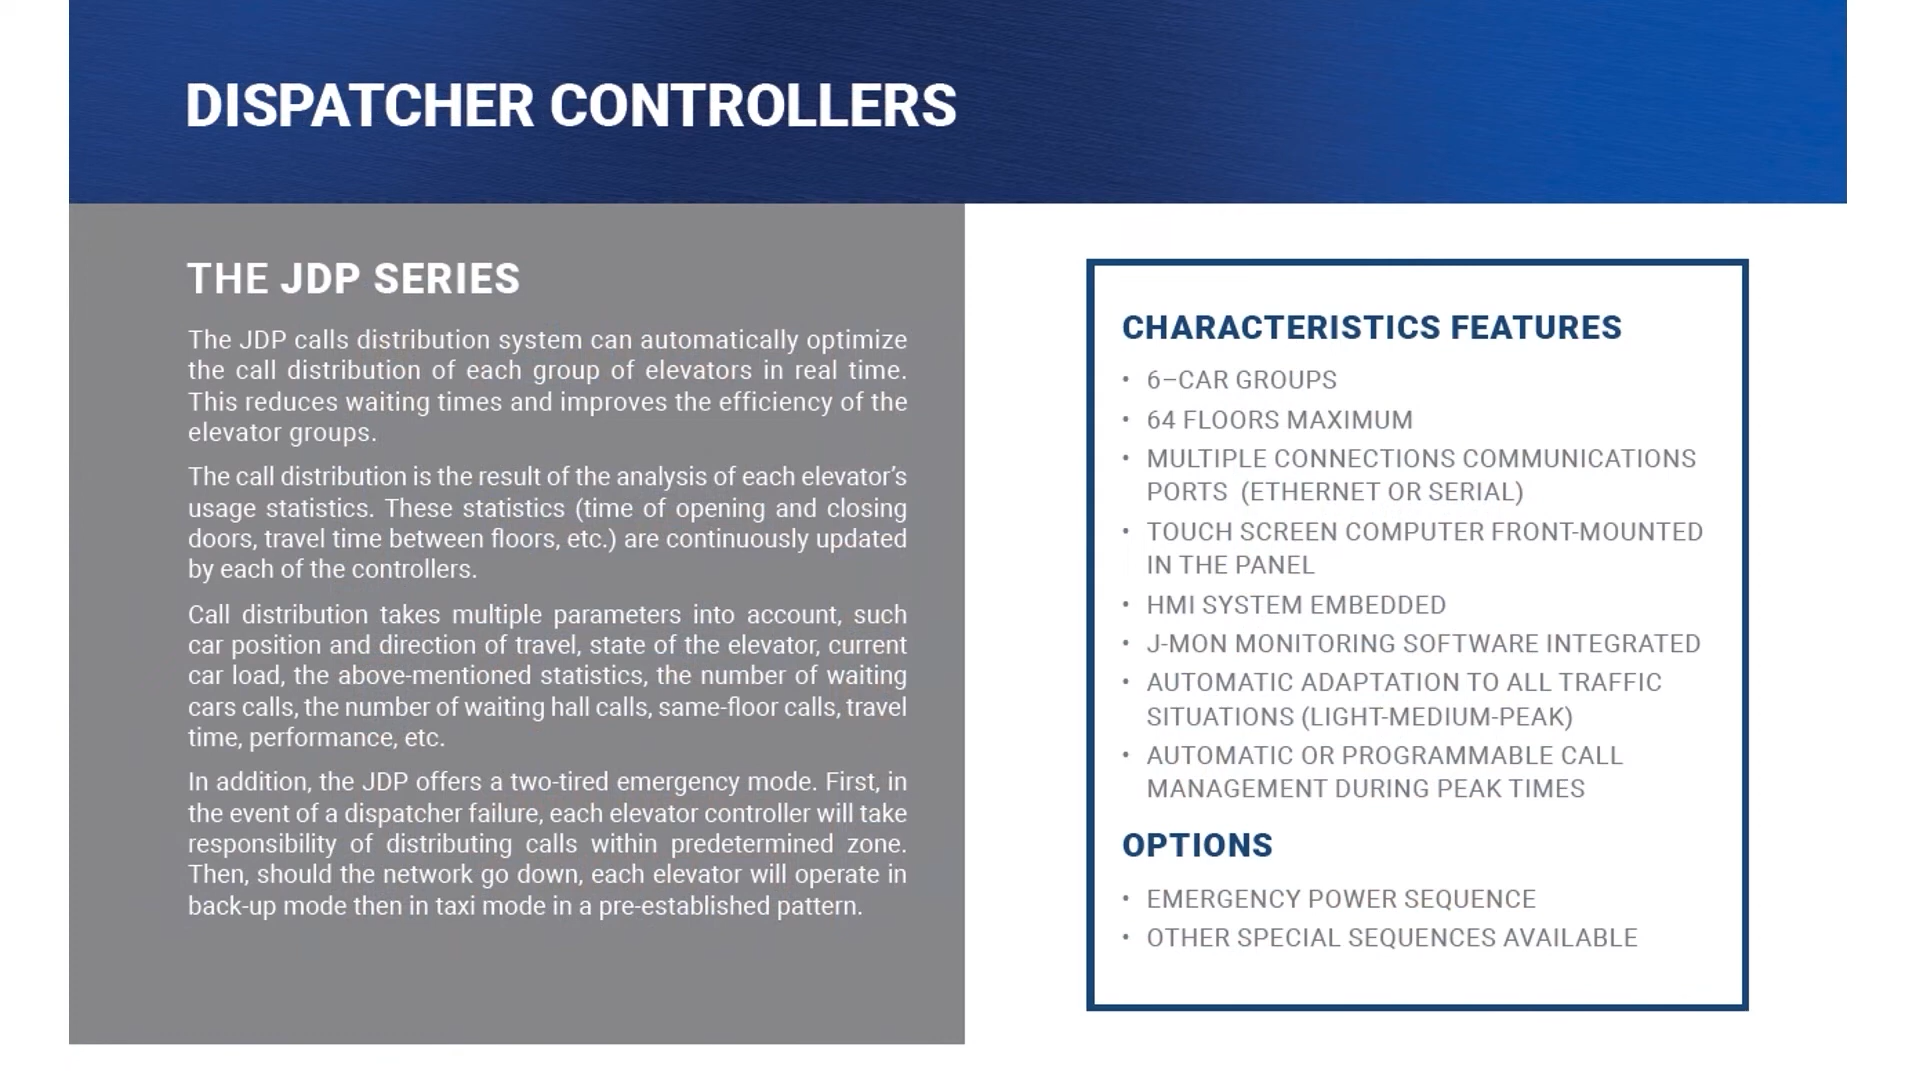 DISPATCHER CONTROLLERS
THE JDP SERIES
The JDP calls distribution system can automatically optimize
the call distribution of each group of elevators in real time.
This reduces waiting times and improves the efficiency of the
elevator groups.
The call distribution is the result of the analysis of each elevator’s
usage statistics. These statistics (time of opening and closing
doors, travel time between floors, etc.) are continuously updated
by each of the controllers.
Call distribution takes multiple parameters into account, such
car position and direction of travel, state of the elevator, current
car load, the above-mentioned statistics, the number of waiting
cars calls, the number of waiting hall calls, same-floor calls, travel
time, performance, etc.
In addition, the JDP offers a two-tired emergency mode. First, in
the event of a dispatcher failure, each elevator controller will take
responsibility of distributing calls within predetermined zone.
Then, should the network go down, each elevator will operate in
back-up mode then in taxi mode in a pre-established pattern.
CHARACTERISTICS FEATURES
• 6–CAR GROUPS
• 64 FLOORS MAXIMUM
• MULTIPLE CONNECTIONS COMMUNICATIONS
PORTS (ETHERNET OR SERIAL)
• TOUCH SCREEN COMPUTER FRONT-MOUNTED
IN THE PANEL
• HMI SYSTEM EMBEDDED
• J-MON MONITORING SOFTWARE INTEGRATED
• AUTOMATIC ADAPTATION TO ALL TRAFFIC
SITUATIONS (LIGHT-MEDIUM-PEAK)
• AUTOMATIC OR PROGRAMMABLE CALL
MANAGEMENT DURING PEAK TIMES
OPTIONS
• EMERGENCY POWER SEQUENCE
• OTHER SPECIAL SEQUENCES AVAILABLE